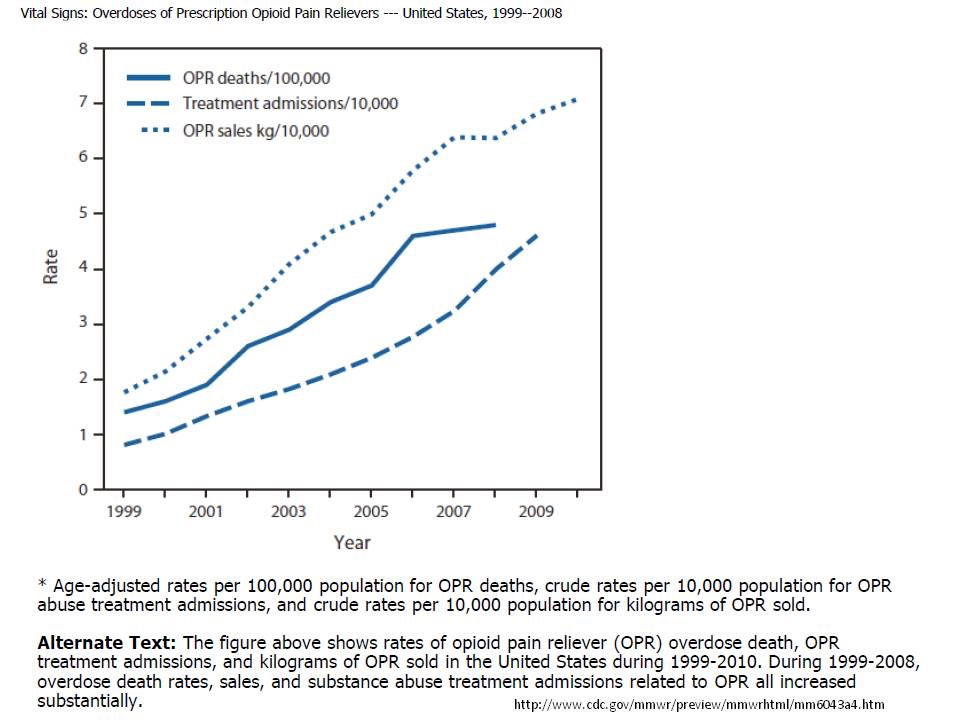 Vital Signs: Overdoses of Prescription Opioid Pain Relievers --- United States, 1999--2008
8
7
6
5
4
3
2
1
0
Rate
OPR deaths/100,000
Treatment admissions/10,000
OPR sales kg/10,000
1999 2001 2003 2005 2007 2009
Year
* Age-adjusted rates per 100,000 population for OPR deaths, crude rates per 10,000 population for OPR
abuse treatment admissions, and crude rates per 10,000 population for kilograms of OPR sold.
Alternate Text: The figure above shows rates of opioid pain reliever (OPR) overdose death, OPR
treatment admissions, and kilograms of OPR sold in the United States during 1999-2010. During 1999-2008,
overdose death rates, sales, and substance abuse treatment admissions related to OPR all increased
substantially.
http://www.cdc.gov/mmwr/preview/mmwrhtml/mm6043a4.htm